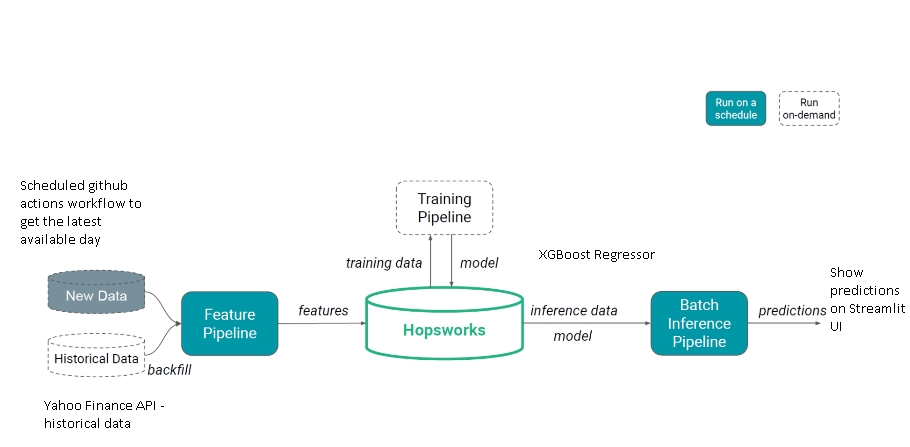 Run on a
schedule
Run
on-demand
Scheduled github
actions workflow to
get the latest
available day
Training
Pipeline
training data
model
XGBoost Regressor
New Data
Historical Data
backfill
Feature
Pipeline
features
Hopsworks
inference data
model
Batch
Inference
Pipeline
predictions
Show
predictions
on Streamlit
UI
Yahoo Finance API -
historical data